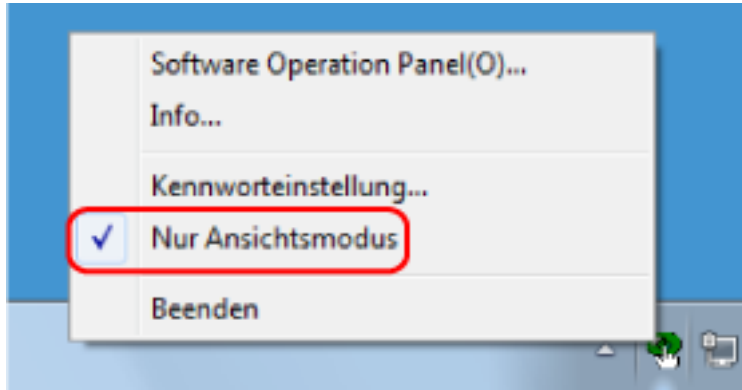 Software Operation Panel(O)...
Info...
Kennworteinstellung...
Nur Ansichtsmodus
Beenden